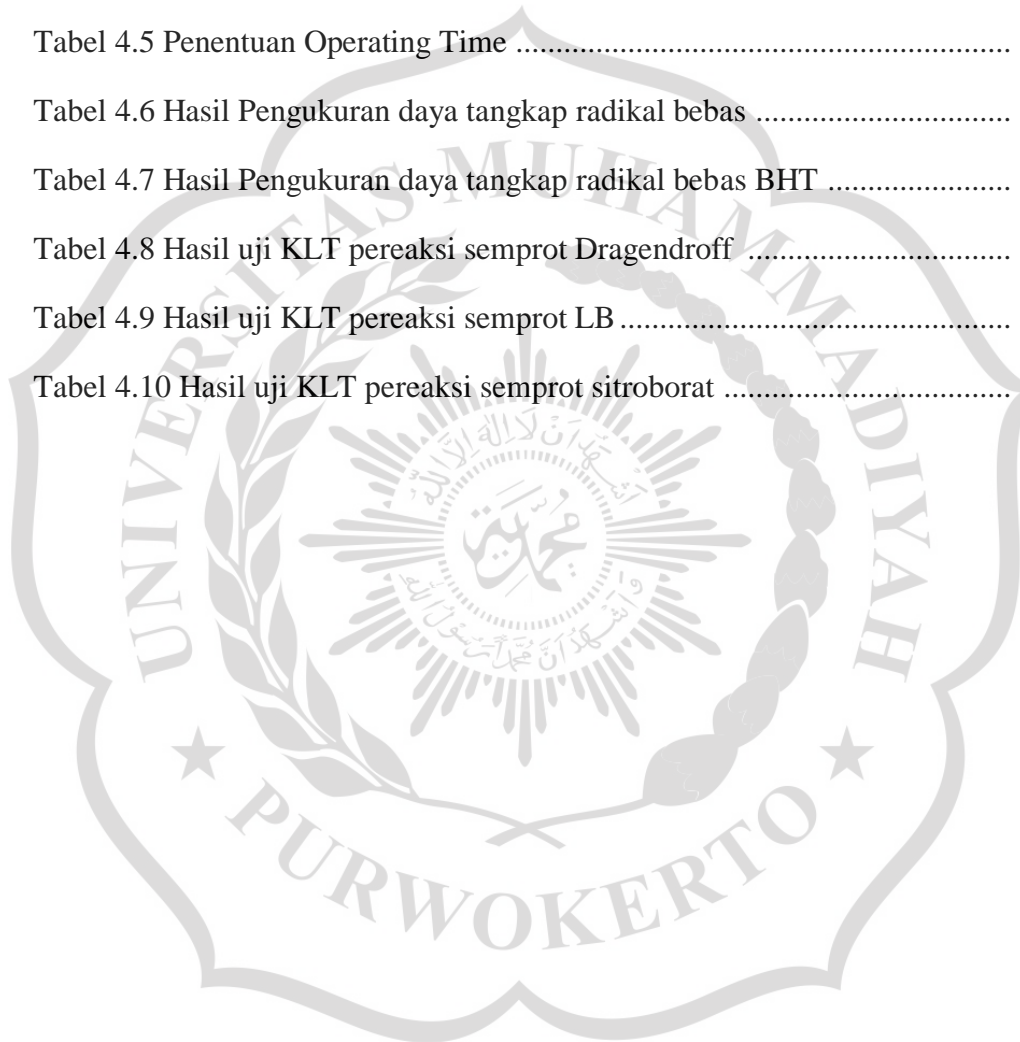 Tabel 4.5 Penentuan Operating Time ..............................................................
Tabel 4.6 Hasil Pengukuran daya tangkap radikal bebas ................................
Tabel 4.7 Hasil Pengukuran daya tangkap radikal bebas BHT .......................
Tabel 4.8 Hasil uji KLT pereaksi semprot Dragendroff .................................
Tabel 4.9 Hasil uji KLT pereaksi semprot LB .................................................
Tabel 4.10 Hasil uji KLT pereaksi semprot sitroborat ....................................
UNIVERSITAS MUHAMMADIYAH
PURWOKERTO